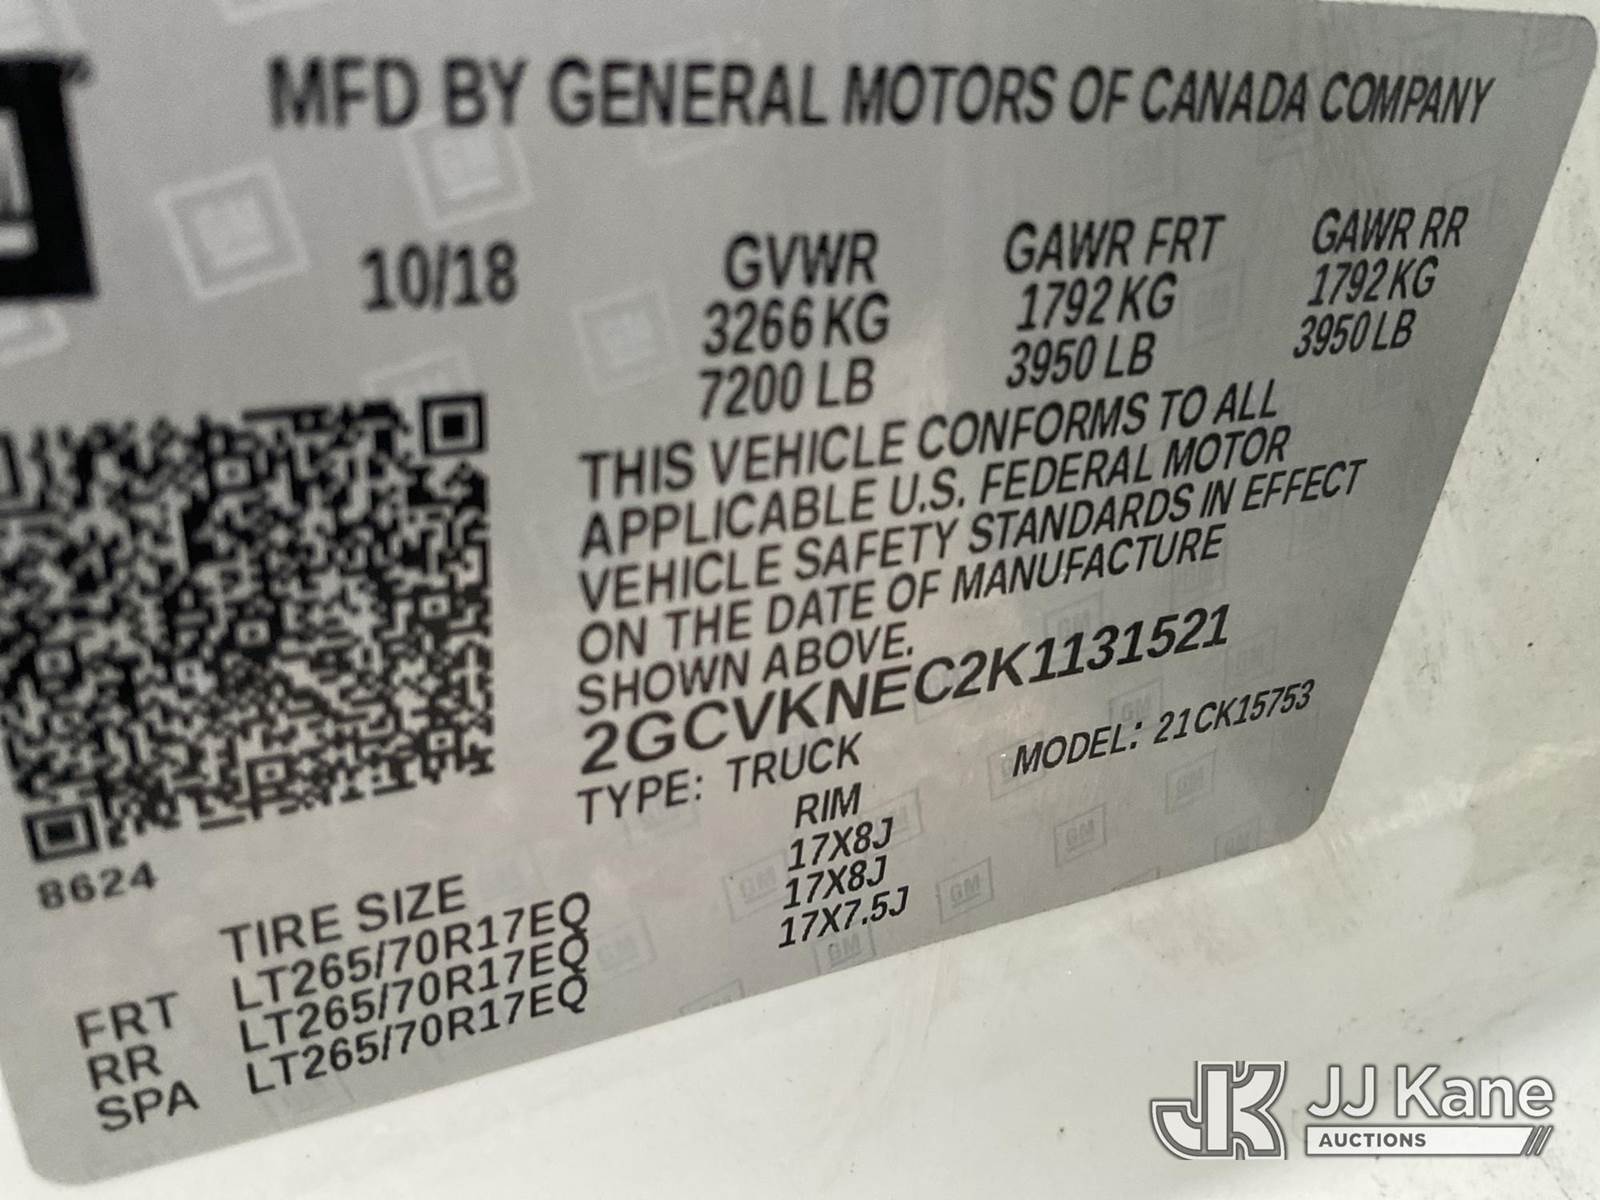 MFD BY GENERAL MOTORS OF CANADA COMPANY
10/18
GVWR GAWR FRT GAWR RR
3266 KG 1792 KG 1792 KG
7200 LB 3950 LB 3950 LB
THIS VEHICLE CONFORMS TO ALL
APPLICABLE U.S. FEDERAL MOTOR
VEHICLE SAFETY STANDARDS IN EFFECT
ON THE DATE OF MANUFACTURE
SHOWN ABOVE.
2GCVKNEC2K1131521
TYPE: TRUCK MODEL: 21CK15753
8624
TIRE SIZE RIM
FRT LT265/70R17EQ 17X8J
RR LT265/70R17EQ 17X8J
SPA LT265/70R17EQ 17X7.5J
JK JJ Kane
AUCTIONS